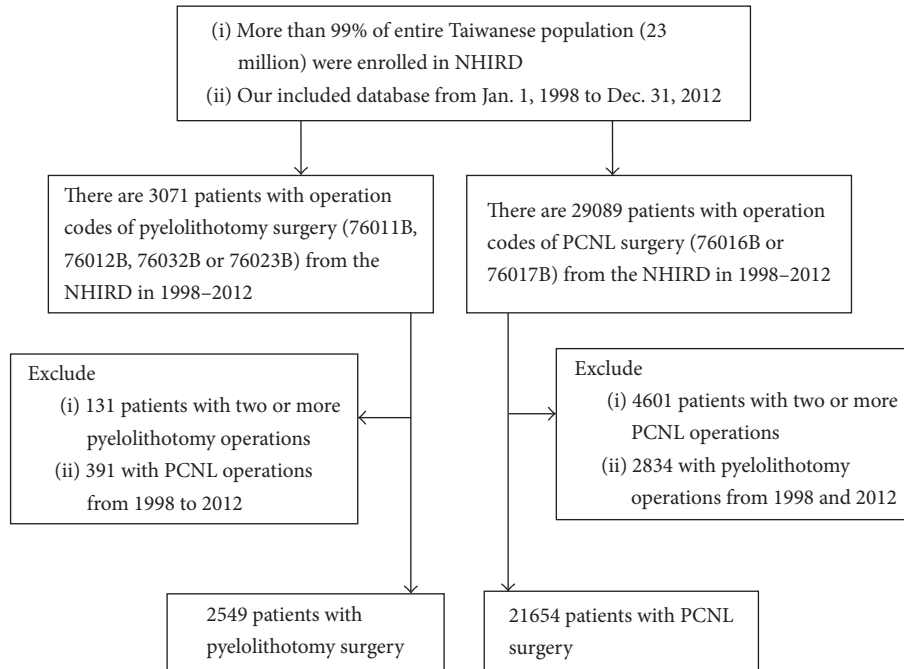 (i) More than 99% of entire Taiwanese population (23
million) were enrolled in NHIRD
(ii) Our included database from Jan. 1, 1998 to Dec. 31, 2012
There are 3071 patients with operation
codes of pyelolithotomy surgery (76011B,
76012B, 76032B or 76023B) from the
NHIRD in 1998–2012
There are 29089 patients with operation
codes of PCNL surgery (76016B or
76017B) from the NHIRD in 1998–2012
Exclude
(i) 131 patients with two or more
pyelolithotomy operations
(ii) 391 with PCNL operations
from 1998 to 2012
Exclude
(i) 4601 patients with two or more
PCNL operations
(ii) 2834 with pyelolithotomy
operations from 1998 and 2012
2549 patients with
pyelolithotomy surgery
21654 patients with PCNL
surgery